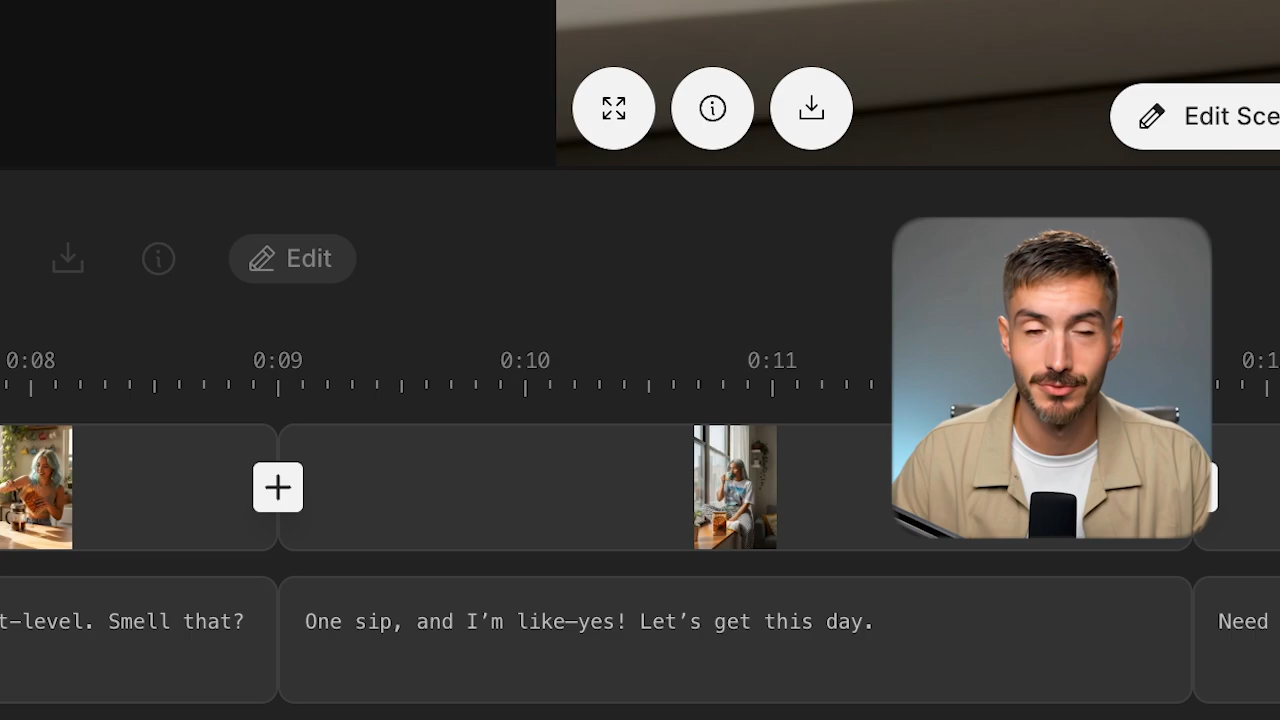 Edit Sce
Edit
0:08 0:09 0:10 0:11 0:1
t-level. Smell that?
One sip, and I’m like—yes! Let’s get this day.
Need